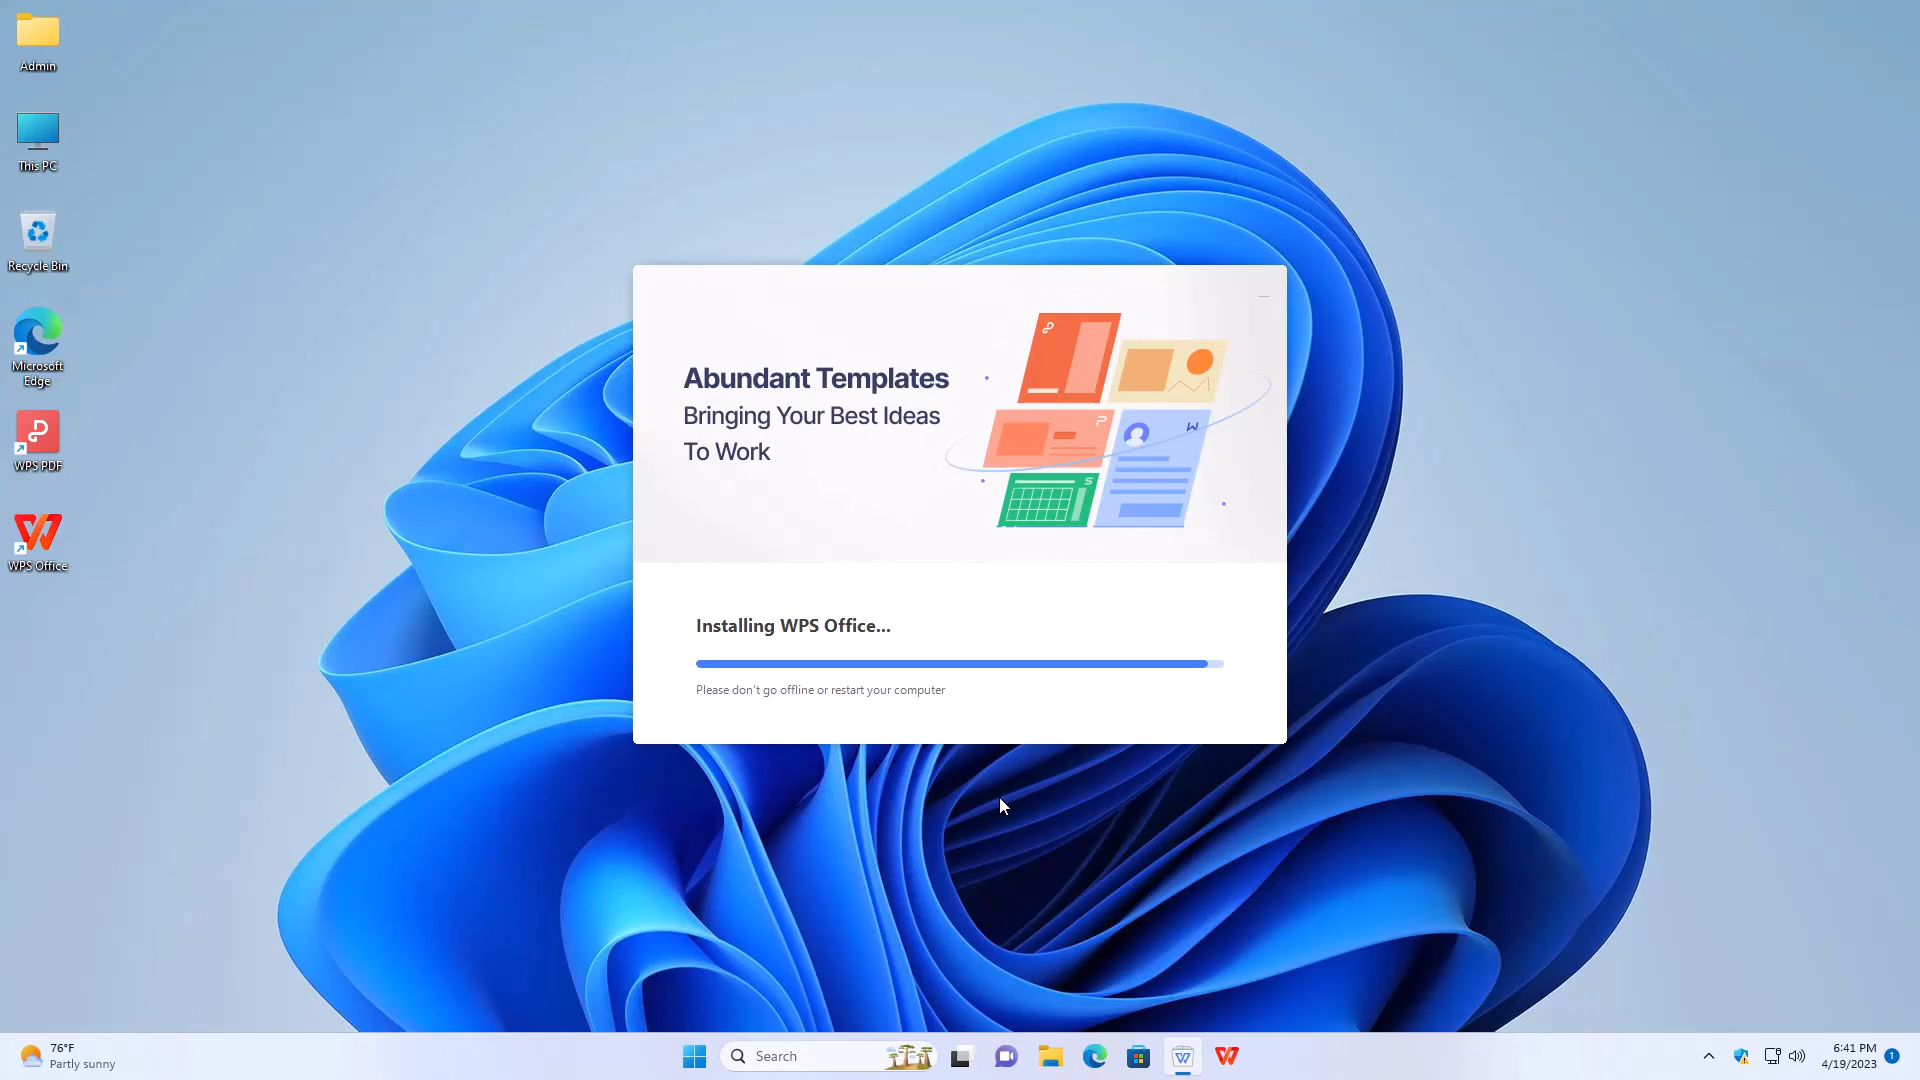 Admin
This PC
Recycle Bin
Microsoft
Edge
WPS PDF
WPS Office
Abundant Templates
Bringing Your Best Ideas
To Work
Installing WPS Office...
Please don't go offline or restart your computer
76°F
Partly sunny
Search
6:41 PM
4/19/2023
1